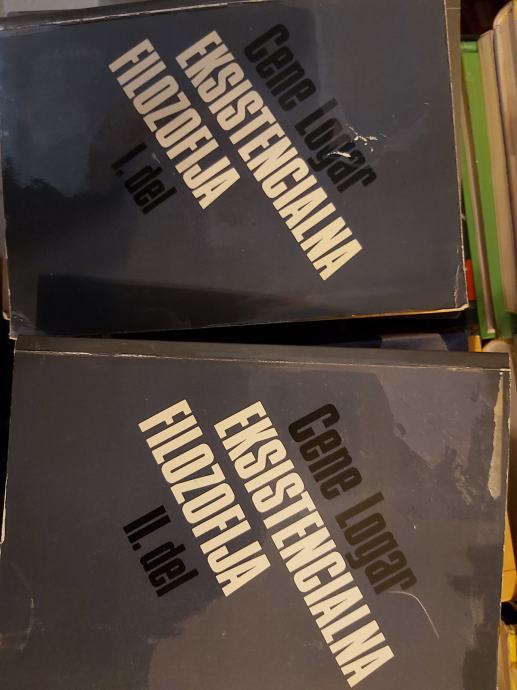 Cene Logar
EKSISTENCIALNA
FILOZOFIJA
I. del
Cene Logar
EKSISTENCIALNA
FILOZOFIJA
II. del